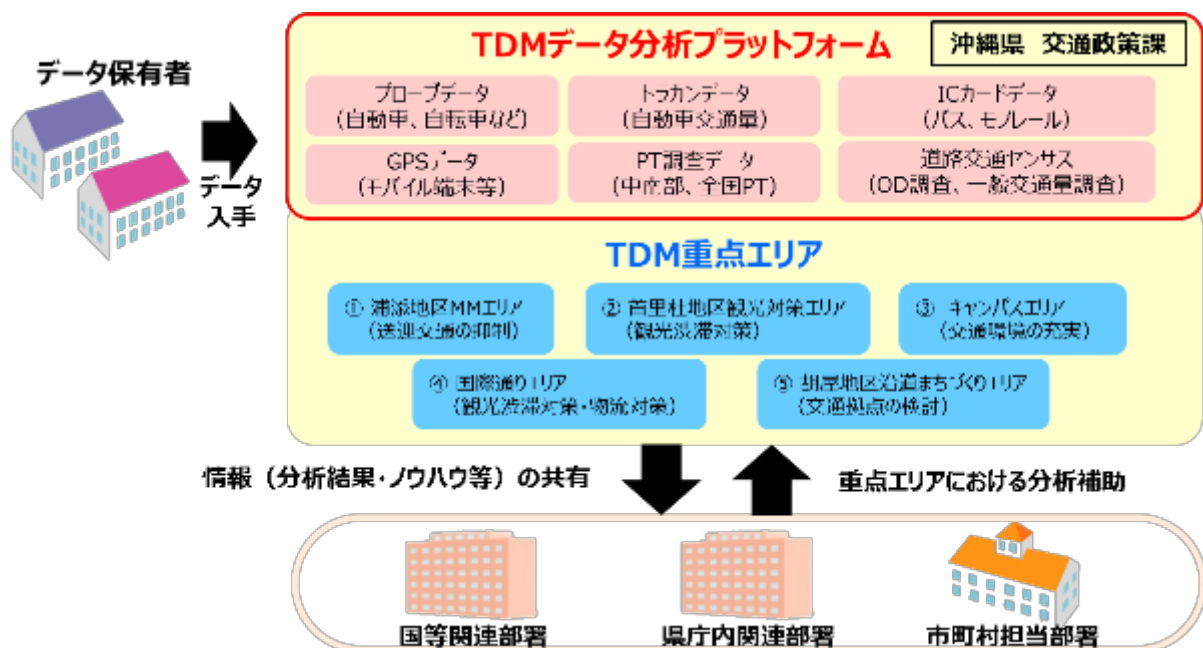 TDMデータ分析プラットフォーム
沖縄県 交通政策課
データ保有者
データ
入手
プローブデータ
(自動車、自転車など)
トラカンデータ
(自動車交通量)
ICカードデータ
(バス、モノレール)
GPSデータ
(モバイル端末等)
PT調査データ
(中南部、全国PT)
道路交通センサス
(OD調査、一般交通量調査)
TDM重点エリア
① 浦添地区MMエリア
(送迎交通の抑制)
② 首里杜地区観光対策エリア
(観光渋滞対策)
③ キャンパスエリア
(交通環境の充実)
④ 国際通りエリア
(観光渋滞対策・物流対策)
⑤ 胡屋地区沿道まちづくりエリア
(交通拠点の検討)
情報（分析結果・ノウハウ等）の共有
重点エリアにおける分析補助
国等関連部署
県庁内関連部署
市町村担当部署